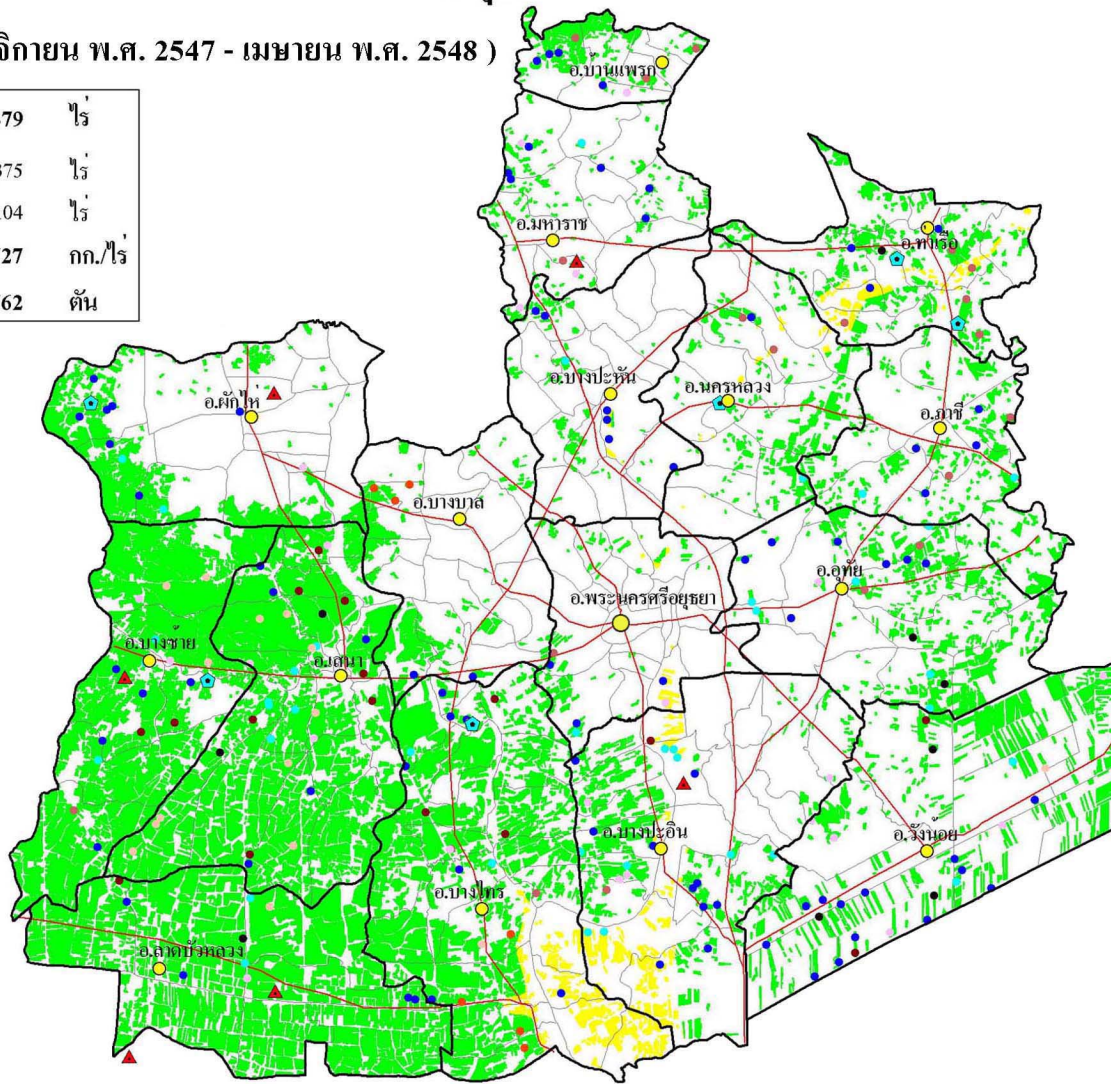 จิกายน พ.ศ. 2547 - เมษายน พ.ศ. 2548 )
79 ไร่
375 ไร่
104 ไร่
727 กก./ไร่
762 ตัน
อ.บ้านแพรก
อ.มหาราช
อ.ท่าเรือ
อ.บางปะหัน
อ.นครหลวง
อ.ผักไห่
อ.ภาชี
อ.บางบาล
อ.อุทัย
อ.พระนครศรีอยุธยา
อ.บางซ้าย
อ.เสนา
อ.บางปะอิน
อ.วังน้อย
อ.บางไทร
อ.ลาดบัวหลวง